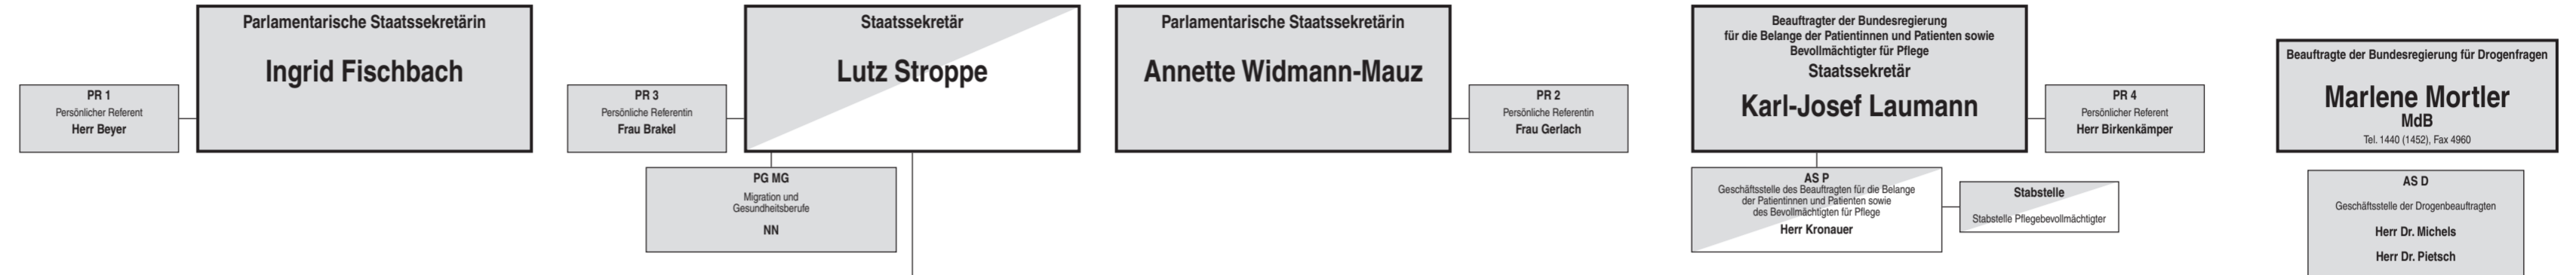 Parlamentarische Staatssekretärin
Ingrid Fischbach
PR 1
Persönlicher Referent
Herr Beyer
Staatssekretär
Lutz Stroppe
PR 3
Persönliche Referentin
Frau Brakel
PG MG
Migration und
Gesundheitsberufe
NN
Parlamentarische Staatssekretärin
Annette Widmann-Mauz
PR 2
Persönliche Referentin
Frau Gerlach
Beauftragter der Bundesregierung
für die Belange der Patientinnen und Patienten sowie
Bevollmächtigter für Pflege
Staatssekretär
Karl-Josef Laumann
PR 4
Persönlicher Referent
Herr Birkenkämper
AS P
Geschäftsstelle des Beauftragten für die Belange
der Patientinnen und Patienten sowie
des Bevollmächtigten für Pflege
Herr Kronauer
Stabstelle
Stabstelle Pflegebevollmächtigter
Beauftragte der Bundesregierung für Drogenfragen
Marlene Mortler
MdB
Tel. 1440 (1452), Fax 4960
AS D
Geschäftsstelle der Drogenbeauftragten
Herr Dr. Michels
Herr Dr. Pietsch